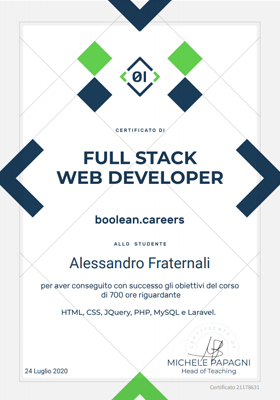 01
CERTIFICATO DI
FULL STACK
WEB DEVELOPER
boolean.careers
ALLO STUDENTE
Alessandro Fraternali
per aver conseguito con successo gli obiettivi del corso
di 700 ore riguardante
HTML, CSS, JQuery, PHP, MySQL e Laravel.
MICHELE PAPAGNI
Head of Teaching
24 Luglio 2020
Certificate 21178631